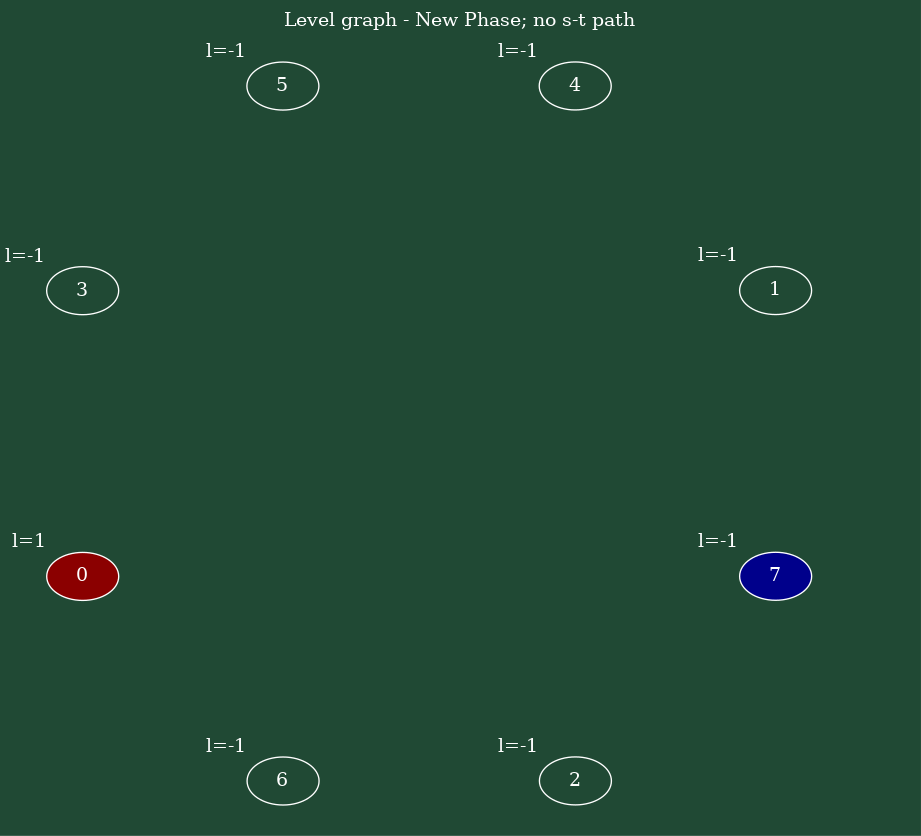 Level graph - New Phase; no s-t path
l=-1 l=-1
5 4
l=-1 l=-1
3 1
l=1 l=-1
0 7
l=-1 l=-1
6 2